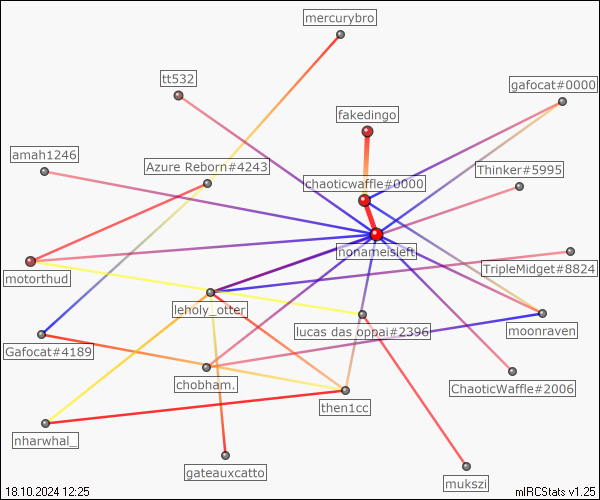 mercurybro
tt532
gafocat#0000
fakedingo
amah1246
Azure Reborn#4243
Thinker#5995
chaoticwaffle#0000
nonameisleft
motorthud
TripleMidget#8824
leholy_otter
lucas das oppai#2396
moonraven
Gafocat#4189
chobham.
ChaoticWaffle#2006
then1cc
nharwhal_
gateauxcatto
mukszi
18.10.2024 12:25
mIRCStats v1.25